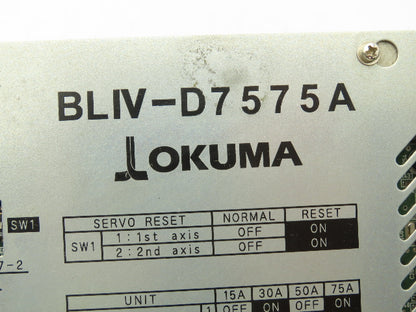 BLIV-D7575A
OKUMA
SERVO RESET NORMAL RESET
SW1
SW1 1:1st axis OFF ON
2:2nd axis OFF ON
7-2
UNIT 15A 30A 50A 75A
1 OFF ON OFF ON